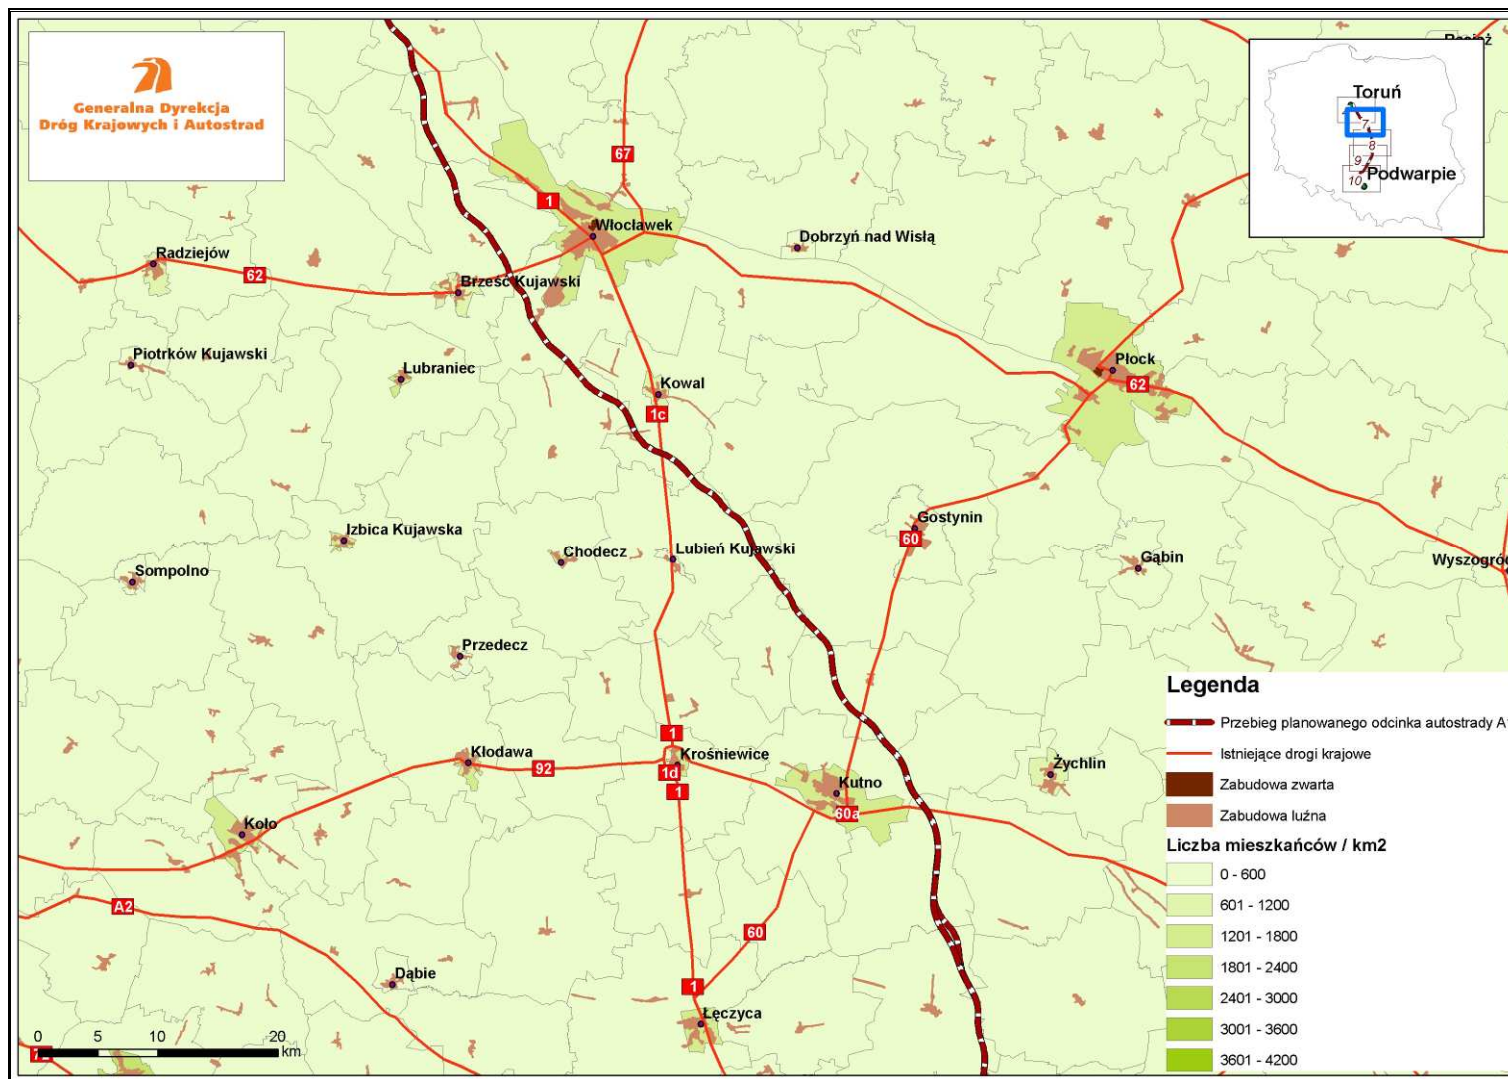 Generalna Dyrekcja
Dróg Krajowych i Autostrad
Toruń
7
8
9
10
Podwarpie
67
1
Włocławek
Dobrzyń nad Wisłą
Radziejów
62
Brześć Kujawski
Piotrków Kujawski
Lubraniec
Kowal
1c
Płock
62
Gostynin
60
Izbica Kujawska
Chodecz
Lubień Kujawski
Gąbin
Sompolno
Przedecz
1
Kłodawa
92
Krośniewice
1d
1
Kutno
60a
Żychlin
Koło
A2
60
Dąbie
1
Łęczyca
0 5 10 20
km
Legenda
Przebieg planowanego odcinka autostrady
Istniejące drogi krajowe
Zabudowa zwarta
Zabudowa luźna
Liczba mieszkańców / km2
0 - 600
601 - 1200
1201 - 1800
1801 - 2400
2401 - 3000
3001 - 3600
3601 - 4200